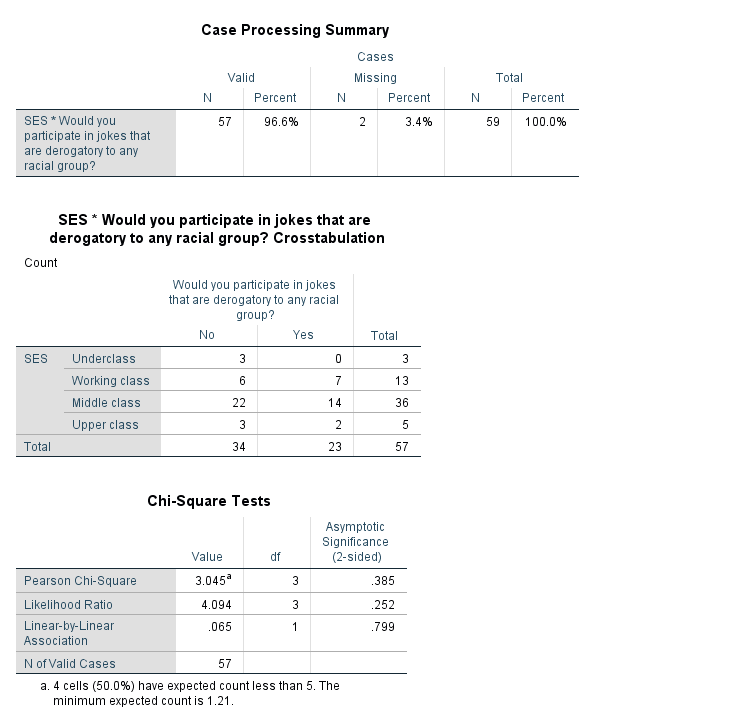 Case Processing Summary
Cases
Valid Missing Total
N Percent N Percent N Percent
SES * Would you participate in jokes that are derogatory to any racial group? 57 96.6% 2 3.4% 59 100.0%
SES * Would you participate in jokes that are
derogatory to any racial group? Crosstabulation
Count
Would you participate in jokes
that are derogatory to any racial
group?
No Yes Total
SES Underclass 3 0 3
Working class 6 7 13
Middle class 22 14 36
Upper class 3 2 5
Total 34 23 57
Chi-Square Tests
Value df Asymptotic Significance (2-sided)
Pearson Chi-Square 3.045a 3 .385
Likelihood Ratio 4.094 3 .252
Linear-by-Linear Association .065 1 .799
N of Valid Cases 57
a. 4 cells (50.0%) have expected count less than 5. The
minimum expected count is 1.21.